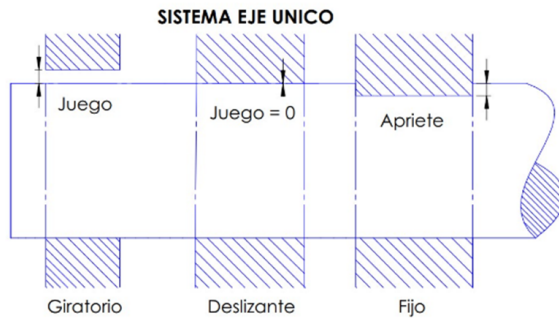 SISTEMA EJE UNICO
Juego
Juego = 0
Apriete
Giratorio
Deslizante
Fijo